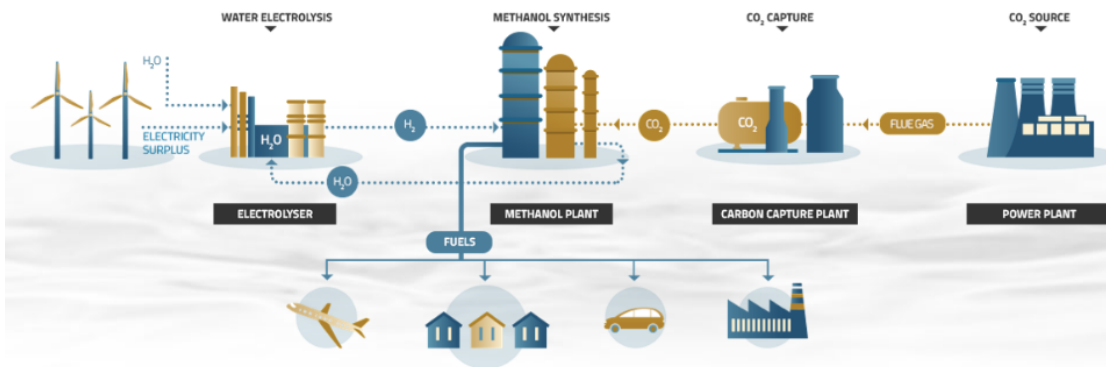 WATER ELECTROLYSIS
METHANOL SYNTHESIS
CO₂ CAPTURE
CO₂ SOURCE
H₂O
ELECTRICITY
SURPLUS
H₂O
H₂
CO₂
CO₂
FLUE GAS
H₂O
ELECTROLYSER
METHANOL PLANT
CARBON CAPTURE PLANT
POWER PLANT
FUELS